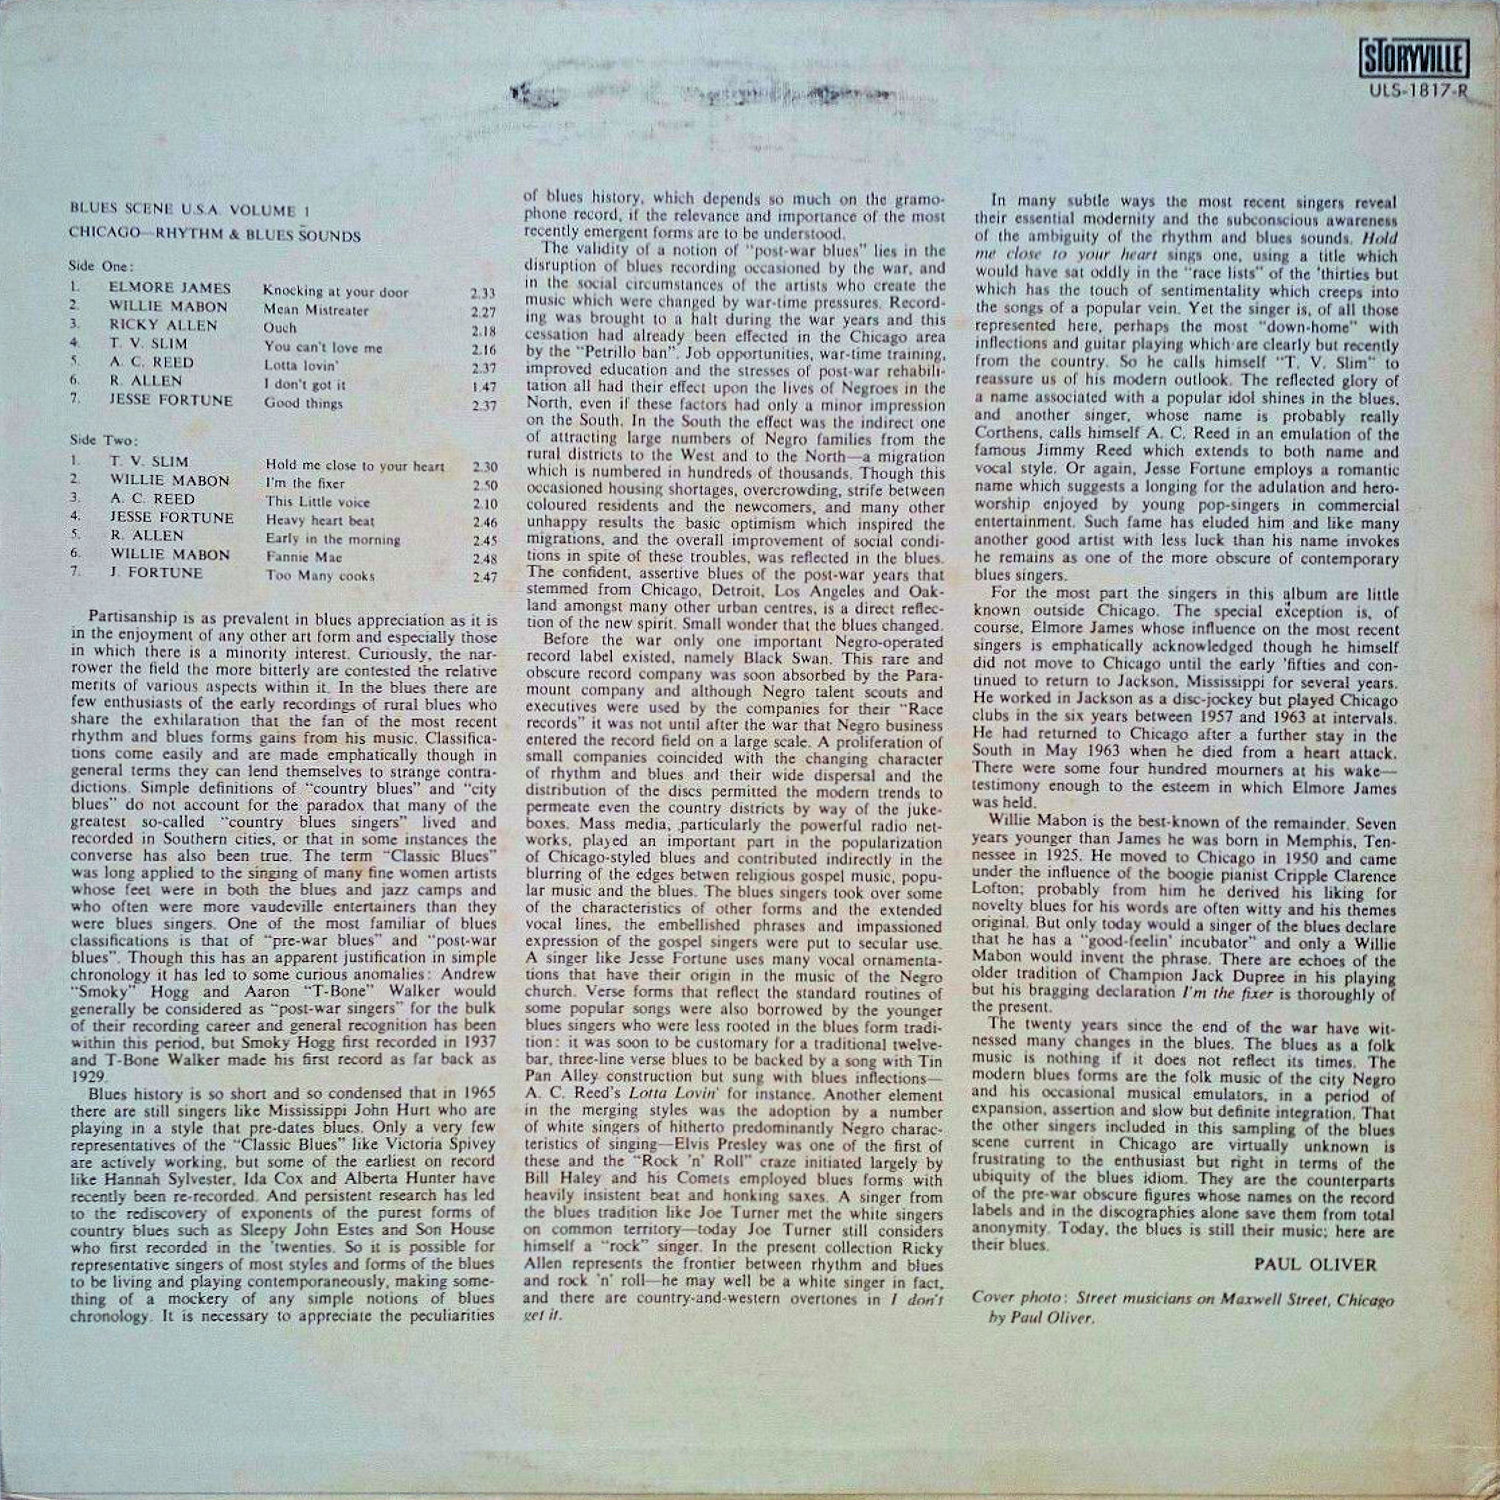 STORYVILLE
ULS-1817-R
BLUES SCENE U.S.A. VOLUME 1
CHICAGO—RHYTHM & BLUES SOUNDS
Side One:
1. ELMORE JAMES Knocking at your door 2.33
2. WILLIE MABON Mean Mistreater 2.27
3. RICKY ALLEN Ouch 2.18
4. T. V. SLIM You can't love me 2.16
5. A. C. REED Lotta lovin' 2.37
6. R. ALLEN I don't got it 1.47
7. JESSE FORTUNE Good things 2.37
Side Two:
1. T. V. SLIM Hold me close to your heart 2.30
2. WILLIE MABON I'm the fixer 2.50
3. A. C. REED This Little voice 2.10
4. JESSE FORTUNE Heavy heart beat 2.46
5. R. ALLEN Early in the morning 2.45
6. WILLIE MABON Fannie Mae 2.48
7. J. FORTUNE Too Many cooks 2.47
Partisanship is as prevalent in blues appreciation as it is
in the enjoyment of any other art form and especially those
in which there is a minority interest. Curiously, the nar-
rower the field the more bitterly are contested the relative
merits of various aspects within it. In the blues there are
few enthusiasts of the early recordings of rural blues who
share the exhilaration that the fan of the most recent
rhythm and blues forms gains from his music. Classifica-
tions come easily and are made emphatically though in
general terms they can lend themselves to strange contra-
dictions. Simple definitions of "country blues" and "city
blues" do not account for the paradox that many of the
greatest so-called "country blues singers" lived and
recorded in Southern cities, or that in some instances the
converse has also been true. The term "Classic Blues"
was long applied to the singing of many fine women artists
whose feet were in both the blues and jazz camps and
who often were more vaudeville entertainers than they
were blues singers. One of the most familiar of blues
classifications is that of "pre-war blues" and "post-war
blues". Though this has an apparent justification in simple
chronology it has led to some curious anomalies: Andrew
"Smoky" Hogg and Aaron "T-Bone" Walker would
generally be considered as "post-war singers" for the bulk
of their recording career and general recognition has been
within this period, but Smoky Hogg first recorded in 1937
and T-Bone Walker made his first record as far back as
1929.
Blues history is so short and so condensed that in 1965
there are still singers like Mississippi John Hurt who are
playing in a style that pre-dates blues. Only a very few
representatives of the "Classic Blues" like Victoria Spivey
are actively working, but some of the earliest on record
like Hannah Sylvester, Ida Cox and Alberta Hunter have
recently been re-recorded. And persistent research has led
to the rediscovery of exponents of the purest forms of
country blues such as Sleepy John Estes and Son House
who first recorded in the 'twenties. So it is possible for
representative singers of most styles and forms of the blues
to be living and playing contemporaneously, making some-
thing of a mockery of any simple notions of blues
chronology. It is necessary to appreciate the peculiarities
of blues history, which depends so much on the gramo-
phone record, if the relevance and importance of the most
recently emergent forms are to be understood.
The validity of a notion of "post-war blues" lies in the
disruption of blues recording occasioned by the war, and
in the social circumstances of the artists who create the
music which were changed by war-time pressures. Record-
ing was brought to a halt during the war years and this
cessation had already been effected in the Chicago area
by the "Petrillo ban". Job opportunities, war-time training,
improved education and the stresses of post-war rehabili-
tation all had their effect upon the lives of Negroes in the
North, even if these factors had only a minor impression
on the South. In the South the effect was the indirect one
of attracting large numbers of Negro families from the
rural districts to the West and to the North—a migration
which is numbered in hundreds of thousands. Though this
occasioned housing shortages, overcrowding, strife between
coloured residents and the newcomers, and many other
unhappy results the basic optimism which inspired the
migrations, and the overall improvement of social condi-
tions in spite of these troubles, was reflected in the blues.
The confident, assertive blues of the post-war years that
stemmed from Chicago, Detroit, Los Angeles and Oak-
land amongst many other urban centres, is a direct reflec-
tion of the new spirit. Small wonder that the blues changed.
Before the war only one important Negro-operated
record label existed, namely Black Swan. This rare and
obscure record company was soon absorbed by the Para-
mount company and although Negro talent scouts and
executives were used by the companies for their "Race
records" it was not until after the war that Negro business
entered the record field on a large scale. A proliferation of
small companies coincided with the changing character
of rhythm and blues and their wide dispersal and the
distribution of the discs permitted the modern trends to
permeate even the country districts by way of the juke-
boxes. Mass media, particularly the powerful radio net-
works, played an important part in the popularization
of Chicago-styled blues and contributed indirectly in the
blurring of the edges betwen religious gospel music, popu-
lar music and the blues. The blues singers took over some
of the characteristics of other forms and the extended
vocal lines, the embellished phrases and impassioned
expression of the gospel singers were put to secular use.
A singer like Jesse Fortune uses many vocal ornamenta-
tions that have their origin in the music of the Negro
church. Verse forms that reflect the standard routines of
some popular songs were also borrowed by the younger
blues singers who were less rooted in the blues form tradi-
tion: it was soon to be customary for a traditional twelve-
bar, three-line verse blues to be backed by a song with Tin
Pan Alley construction but sung with blues inflections—
A. C. Reed's Lotta Lovin' for instance. Another element
in the merging styles was the adoption by a number
of white singers of hitherto predominantly Negro charac-
teristics of singing—Elvis Presley was one of the first of
these and the "Rock 'n' Roll" craze initiated largely by
Bill Haley and his Comets employed blues forms with
heavily insistent beat and honking saxes. A singer from
the blues tradition like Joe Turner met the white singers
on common territory—today Joe Turner still considers
himself a "rock" singer. In the present collection Ricky
Allen represents the frontier between rhythm and blues
and rock 'n' roll—he may well be a white singer in fact,
and there are country-and-western overtones in I don't
get it.
In many subtle ways the most recent singers reveal
their essential modernity and the subconscious awareness
of the ambiguity of the rhythm and blues sounds. Hold
me close to your heart sings one, using a title which
would have sat oddly in the "race lists" of the 'thirties but
which has the touch of sentimentality which creeps into
the songs of a popular vein. Yet the singer is, of all those
represented here, perhaps the most "down-home" with
inflections and guitar playing which are clearly but recently
from the country. So he calls himself "T. V. Slim" to
reassure us of his modern outlook. The reflected glory of
a name associated with a popular idol shines in the blues,
and another singer, whose name is probably really
Corthens, calls himself A. C. Reed in an emulation of the
famous Jimmy Reed which extends to both name and
vocal style. Or again, Jesse Fortune employs a romantic
name which suggests a longing for the adulation and hero-
worship enjoyed by young pop-singers in commercial
entertainment. Such fame has eluded him and like many
another good artist with less luck than his name invokes
he remains as one of the more obscure of contemporary
blues singers.
For the most part the singers in this album are little
known outside Chicago. The special exception is, of
course, Elmore James whose influence on the most recent
singers is emphatically acknowledged though he himself
did not move to Chicago until the early 'fifties and con-
tinued to return to Jackson, Mississippi for several years.
He worked in Jackson as a disc-jockey but played Chicago
clubs in the six years between 1957 and 1963 at intervals.
He had returned to Chicago after a further stay in the
South in May 1963 when he died from a heart attack.
There were some four hundred mourners at his wake—
testimony enough to the esteem in which Elmore James
was held.
Willie Mabon is the best-known of the remainder. Seven
years younger than James he was born in Memphis, Ten-
nessee in 1925. He moved to Chicago in 1950 and came
under the influence of the boogie pianist Cripple Clarence
Lofton; probably from him he derived his liking for
novelty blues for his words are often witty and his themes
original. But only today would a singer of the blues declare
that he has a "good-feelin' incubator" and only a Willie
Mabon would invent the phrase. There are echoes of the
older tradition of Champion Jack Dupree in his playing
but his bragging declaration I'm the fixer is thoroughly of
the present.
The twenty years since the end of the war have wit-
nessed many changes in the blues. The blues as a folk
music is nothing if it does not reflect its times. The
modern blues forms are the folk music of the city Negro
and his occasional musical emulators, in a period of
expansion, assertion and slow but definite integration. That
the other singers included in this sampling of the blues
scene current in Chicago are virtually unknown is
frustrating to the enthusiast but right in terms of the
ubiquity of the blues idiom. They are the counterparts
of the pre-war obscure figures whose names on the record
labels and in the discographies alone save them from total
anonymity. Today, the blues is still their music; here are
their blues.
PAUL OLIVER
Cover photo: Street musicians on Maxwell Street, Chicago
by Paul Oliver.